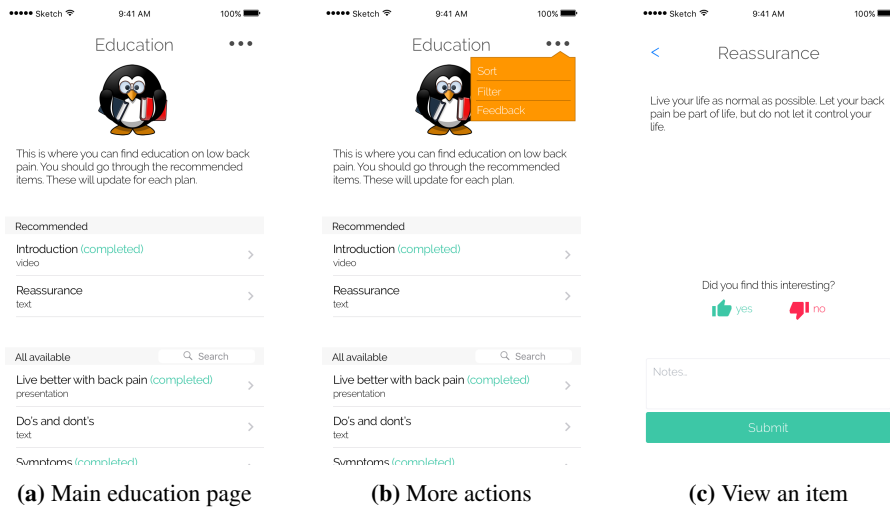 Sketch 9:41 AM 100%
Education
This is where you can find education on low back
pain. You should go through the recommended
items. These will update for each plan.
Recommended
Introduction (completed)
video
Reassurance
text
All available Search
Live better with back pain (completed)
presentation
Do's and dont's
text
Symptoms (completed)
(a) Main education page
Sketch 9:41 AM 100%
Education
Sort
Filter
Feedback
This is where you can find education on low back
pain. You should go through the recommended
items. These will update for each plan.
Recommended
Introduction (completed)
video
Reassurance
text
All available Search
Live better with back pain (completed)
presentation
Do's and dont's
text
Symptoms (completed)
(b) More actions
Sketch 9:41 AM 100%
< Reassurance
Live your life as normal as possible. Let your back
pain be part of life, but do not let it control your
life.
Did you find this interesting?
yes no
Notes..
Submit
(c) View an item